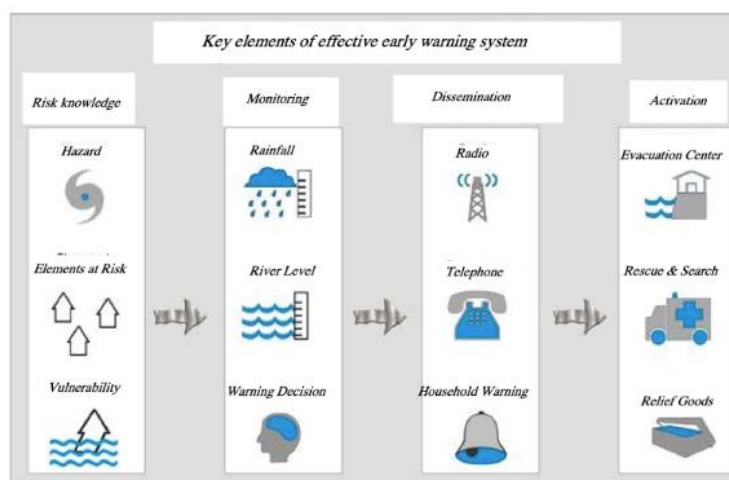 Key elements of effective early warning system
Risk knowledge
Monitoring
Dissemination
Activation
Hazard
Rainfall
Radio
Evacuation Center
Elements at Risk
River Level
Telephone
Rescue & Search
Vulnerability
Warning Decision
Household Warning
Relief Goods